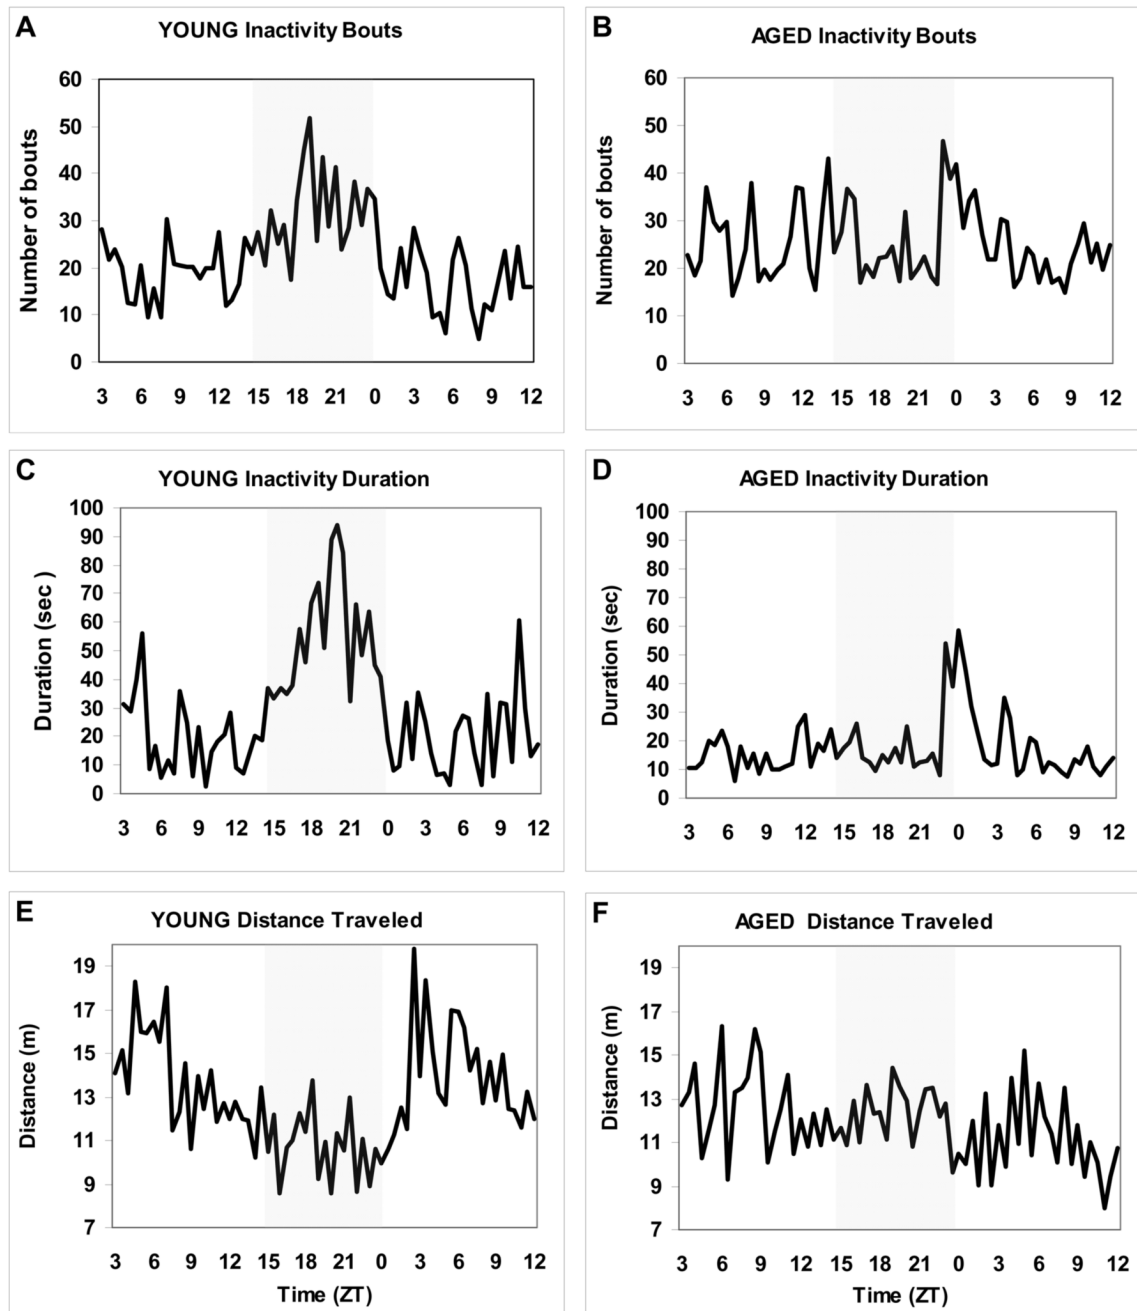 A
YOUNG Inactivity Bouts
Number of bouts
60
50
40
30
20
10
0
3 6 9 12 15 18 21 0 3 6 9 12
B
AGED Inactivity Bouts
Number of bouts
60
50
40
30
20
10
0
3 6 9 12 15 18 21 0 3 6 9 12
C
YOUNG Inactivity Duration
Duration (sec )
100
90
80
70
60
50
40
30
20
10
0
3 6 9 12 15 18 21 0 3 6 9 12
D
AGED Inactivity Duration
Duration (sec)
100
90
80
70
60
50
40
30
20
10
0
3 6 9 12 15 18 21 0 3 6 9 12
E
YOUNG Distance Traveled
Distance (m)
19
17
15
13
11
9
7
3 6 9 12 15 18 21 0 3 6 9 12
Time (ZT)
F
AGED Distance Traveled
Distance (m)
19
17
15
13
11
9
7
3 6 9 12 15 18 21 0 3 6 9 12
Time (ZT)